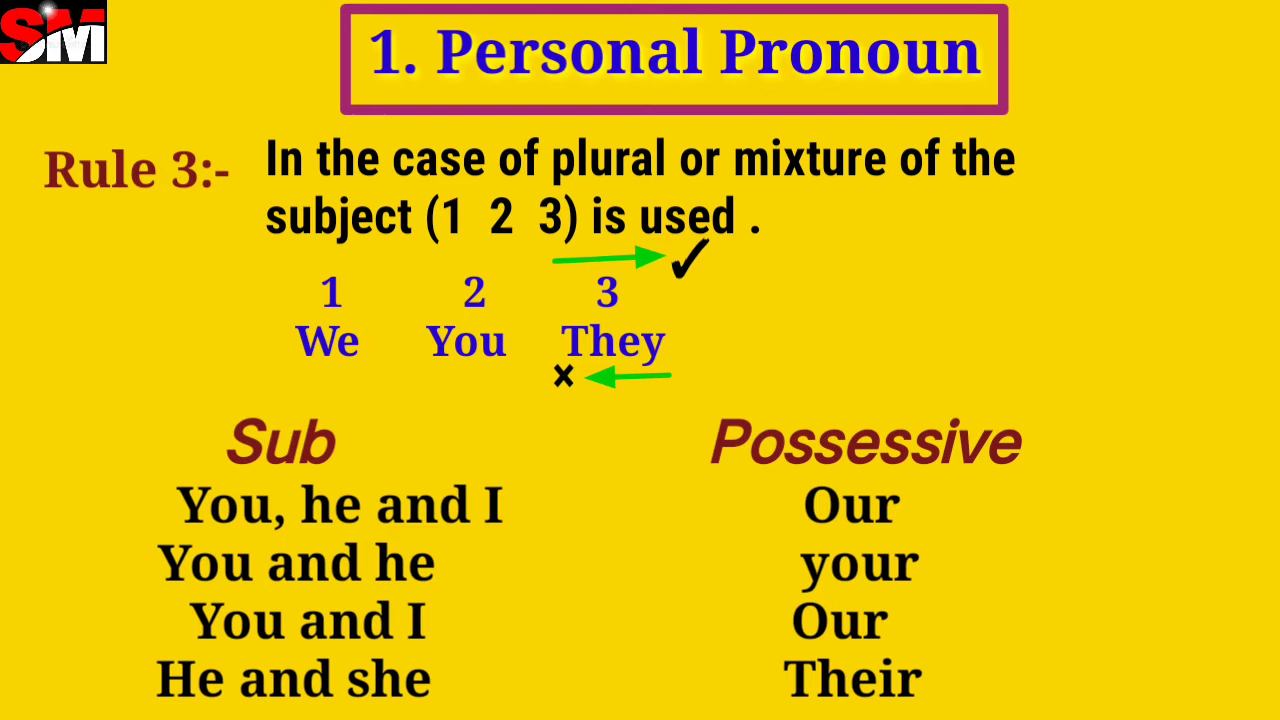 SiM
1. Personal Pronoun
Rule 3:- In the case of plural or mixture of the
subject (1 2 3) is used .
1 2 3
We You They
Sub Possessive
You, he and I Our
You and he your
You and I Our
He and she Their